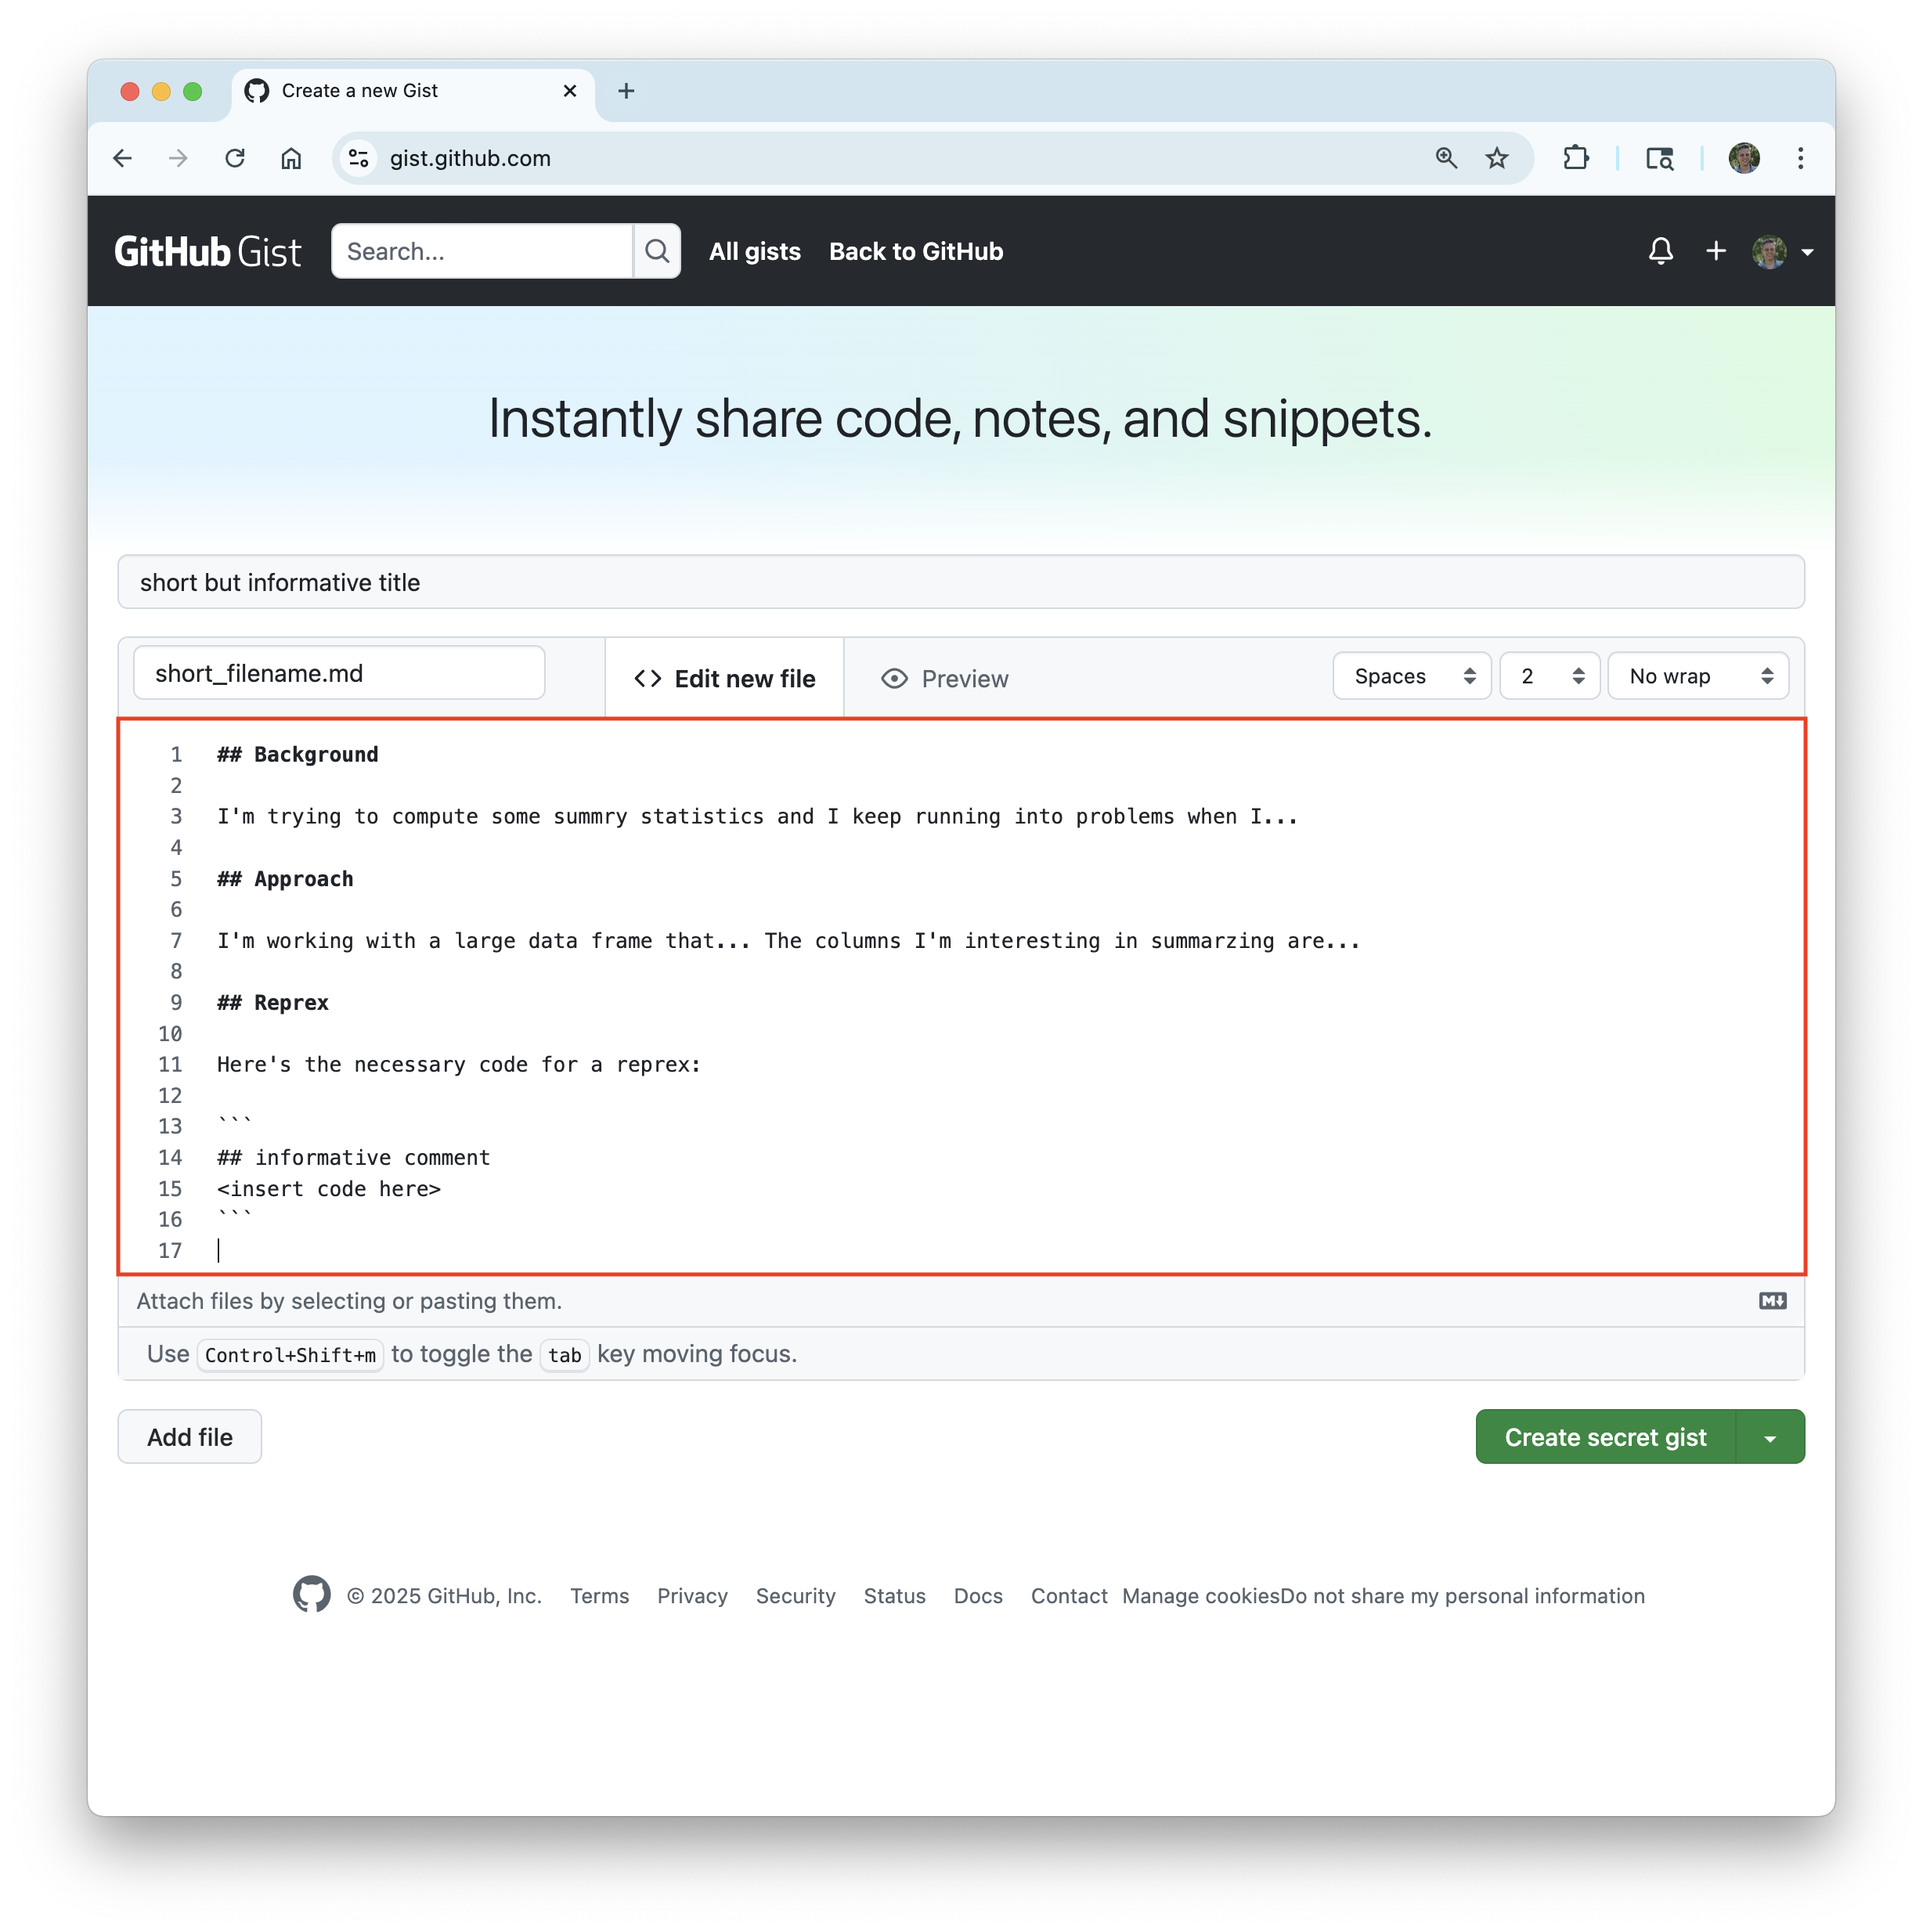 Create a new Gist
gist.github.com
GitHub Gist Search... All gists Back to GitHub
Instantly share code, notes, and snippets.
short but informative title
short_filename.md <> Edit new file Preview Spaces 2 No wrap
1 ## Background
2
3 I'm trying to compute some summry statistics and I keep running into problems when I...
4
5 ## Approach
6
7 I'm working with a large data frame that... The columns I'm interesting in summarzing are...
8
9 ## Reprex
10
11 Here's the necessary code for a reprex:
12
13 ```
14 ## informative comment
15 <insert code here>
16 ```
17
Attach files by selecting or pasting them. M↓
Use Control+Shift+m to toggle the tab key moving focus.
Add file Create secret gist
© 2025 GitHub, Inc. Terms Privacy Security Status Docs Contact Manage cookies Do not share my personal information